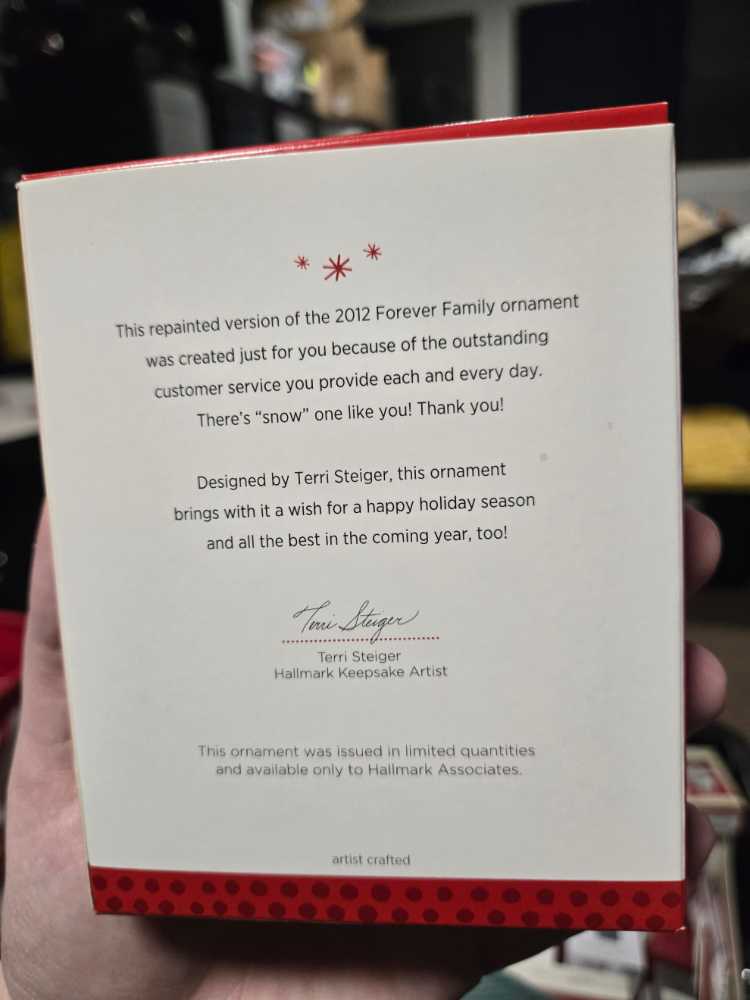 This repainted version of the 2012 Forever Family ornament
was created just for you because of the outstanding
customer service you provide each and every day.
There's “snow” one like you! Thank you!
Designed by Terri Steiger, this ornament
brings with it a wish for a happy holiday season
and all the best in the coming year, too!
Terri Steiger
Terri Steiger
Hallmark Keepsake Artist
This ornament was issued in limited quantities
and available only to Hallmark Associates.
artist crafted